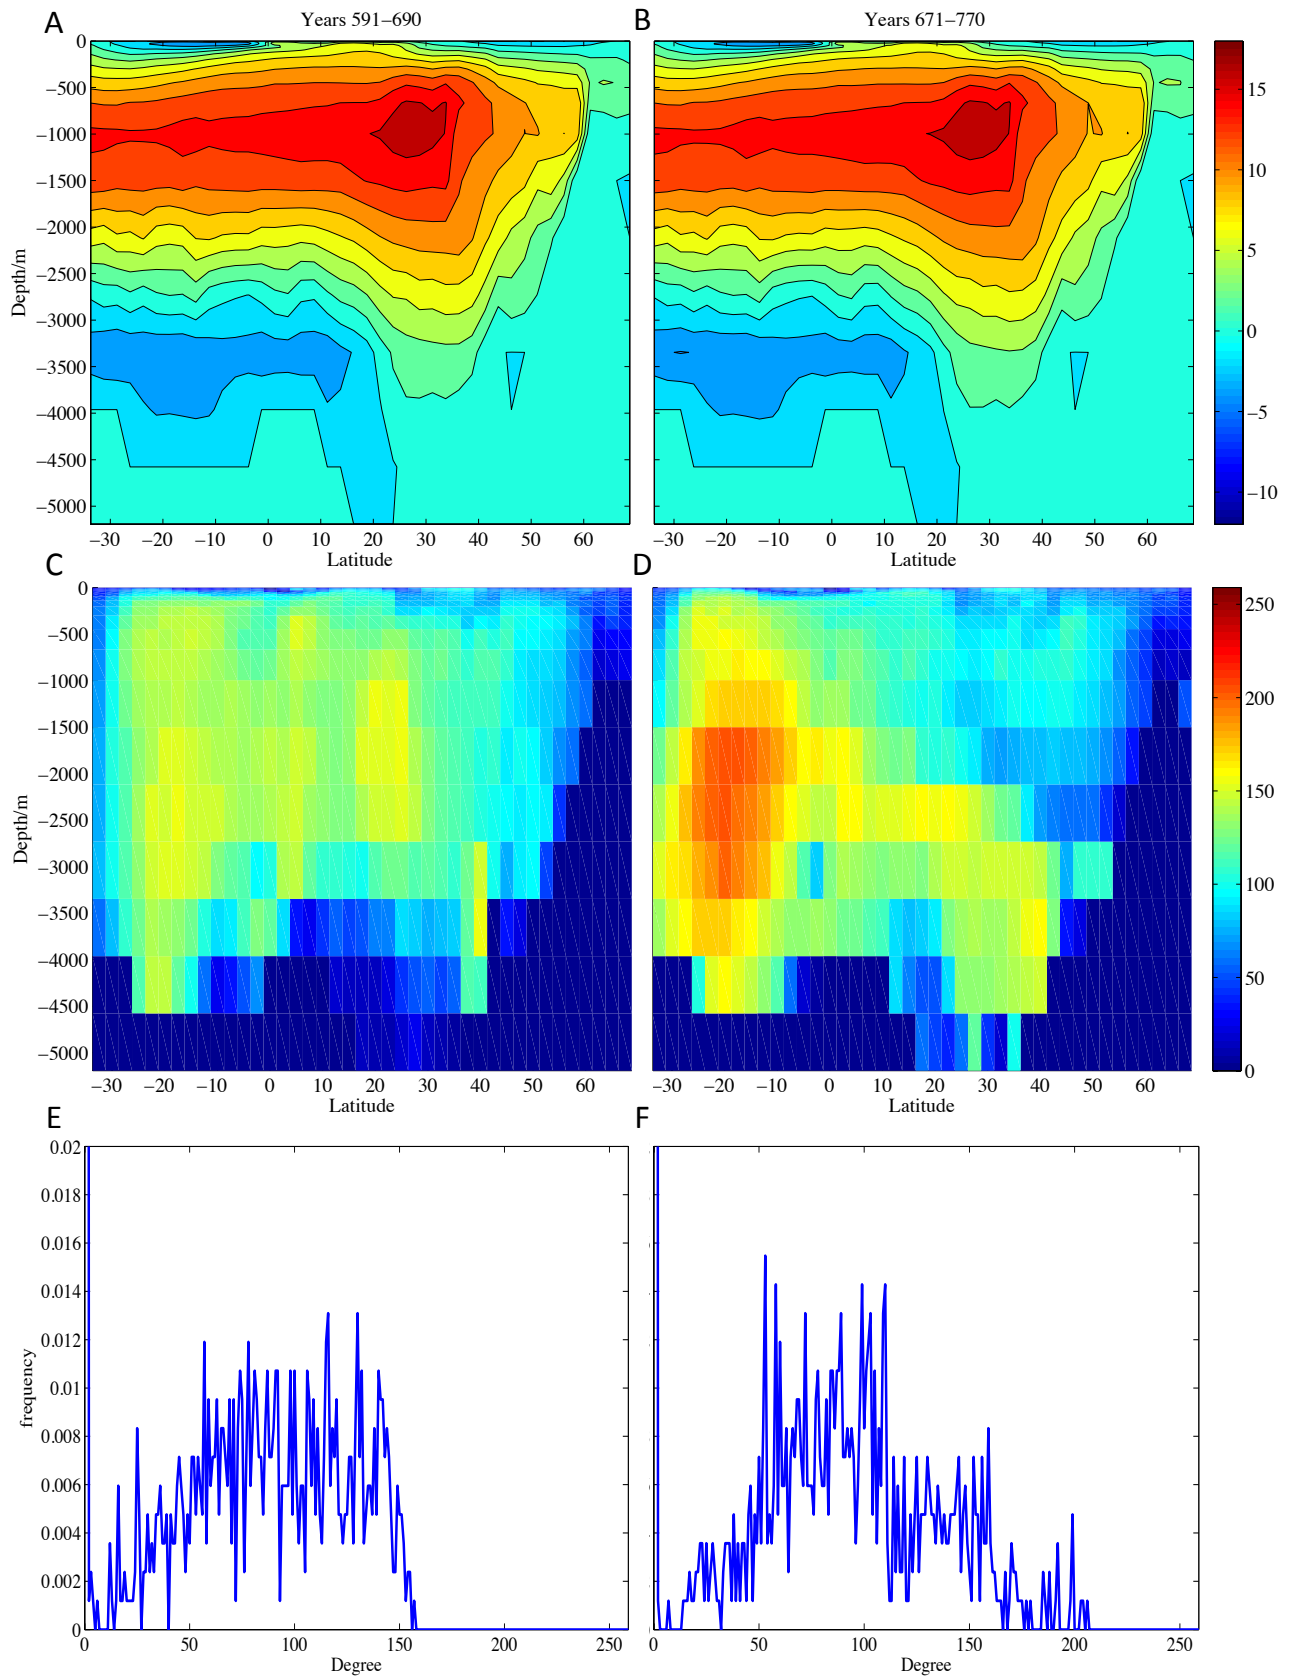 A Years 591–690 B Years 671–770
0
−500
−1000
−1500
−2000
−2500
−3000
−3500
−4000
−4500
−5000
Depth/m
−30 −20 −10 0 10 20 30 40 50 60
Latitude
−30 −20 −10 0 10 20 30 40 50 60
Latitude
15
10
5
0
−5
−10
C D
0
−500
−1000
−1500
−2000
−2500
−3000
−3500
−4000
−4500
−5000
Depth/m
−30 −20 −10 0 10 20 30 40 50 60
Latitude
−30 −20 −10 0 10 20 30 40 50 60
Latitude
250
200
150
100
50
0
E F
0.02
0.018
0.016
0.014
0.012
0.01
0.008
0.006
0.004
0.002
0
frequency
0 50 100 150 200 250
Degree
0 50 100 150 200 250
Degree